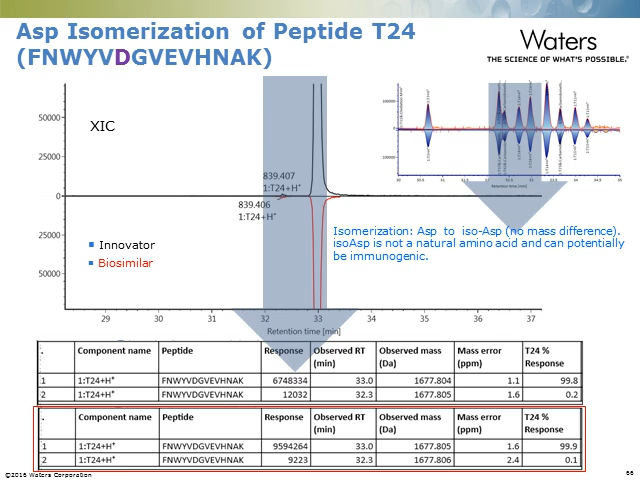 Asp Isomerization of Peptide T24
(FNWYVDGVEVHNAK)
Waters
THE SCIENCE OF WHAT'S POSSIBLE.®
XIC
50000
25000
0
25000
50000
839.407
1:T24+H⁺
839.406
1:T24+H⁺
Innovator
Biosimilar
29 30 31 32 33 34 35 36 37
Retention time [min]
Isomerization: Asp to iso-Asp (no mass difference).
isoAsp is not a natural amino acid and can potentially
be immunogenic.
. Component name Peptide Response Observed RT (min) Observed mass (Da) Mass error (ppm) T24 % Response
1 1:T24+H⁺ FNWYVDGVEVHNAK 6748334 33.0 1677.804 1.1 99.8
2 1:T24+H⁺ FNWYVDGVEVHNAK 12032 32.3 1677.805 1.6 0.2
. Component name Peptide Response Observed RT (min) Observed mass (Da) Mass error (ppm) T24 % Response
1 1:T24+H⁺ FNWYVDGVEVHNAK 9594264 33.0 1677.805 1.6 99.9
2 1:T24+H⁺ FNWYVDGVEVHNAK 9223 32.3 1677.806 2.4 0.1
©2016 Waters Corporation
66